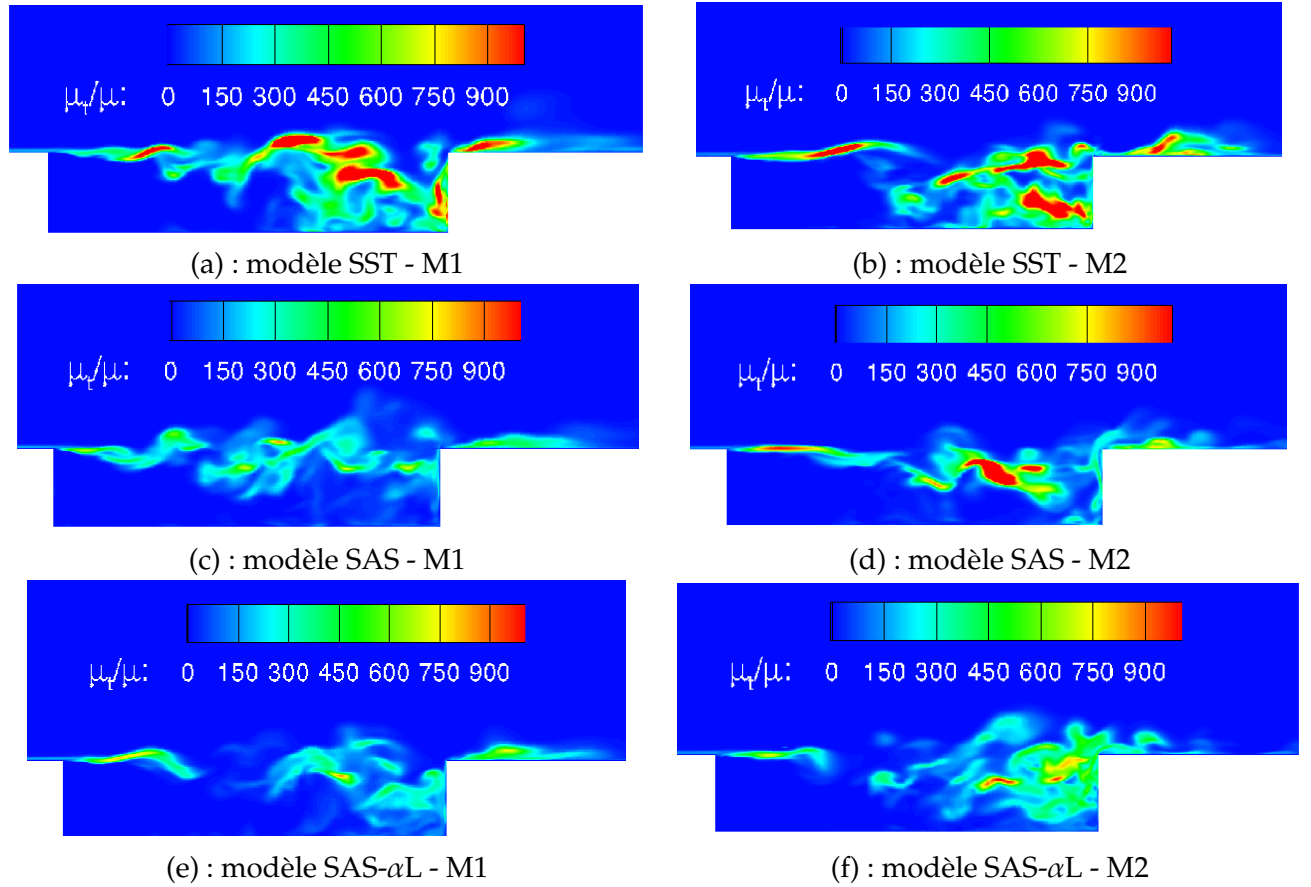 μₜ/μ: 0 150 300 450 600 750 900
μₜ/μ: 0 150 300 450 600 750 900
(a) : modèle SST - M1
(b) : modèle SST - M2
μₜ/μ: 0 150 300 450 600 750 900
μₜ/μ: 0 150 300 450 600 750 900
(c) : modèle SAS - M1
(d) : modèle SAS - M2
μₜ/μ: 0 150 300 450 600 750 900
μₜ/μ: 0 150 300 450 600 750 900
(e) : modèle SAS-αL - M1
(f) : modèle SAS-αL - M2